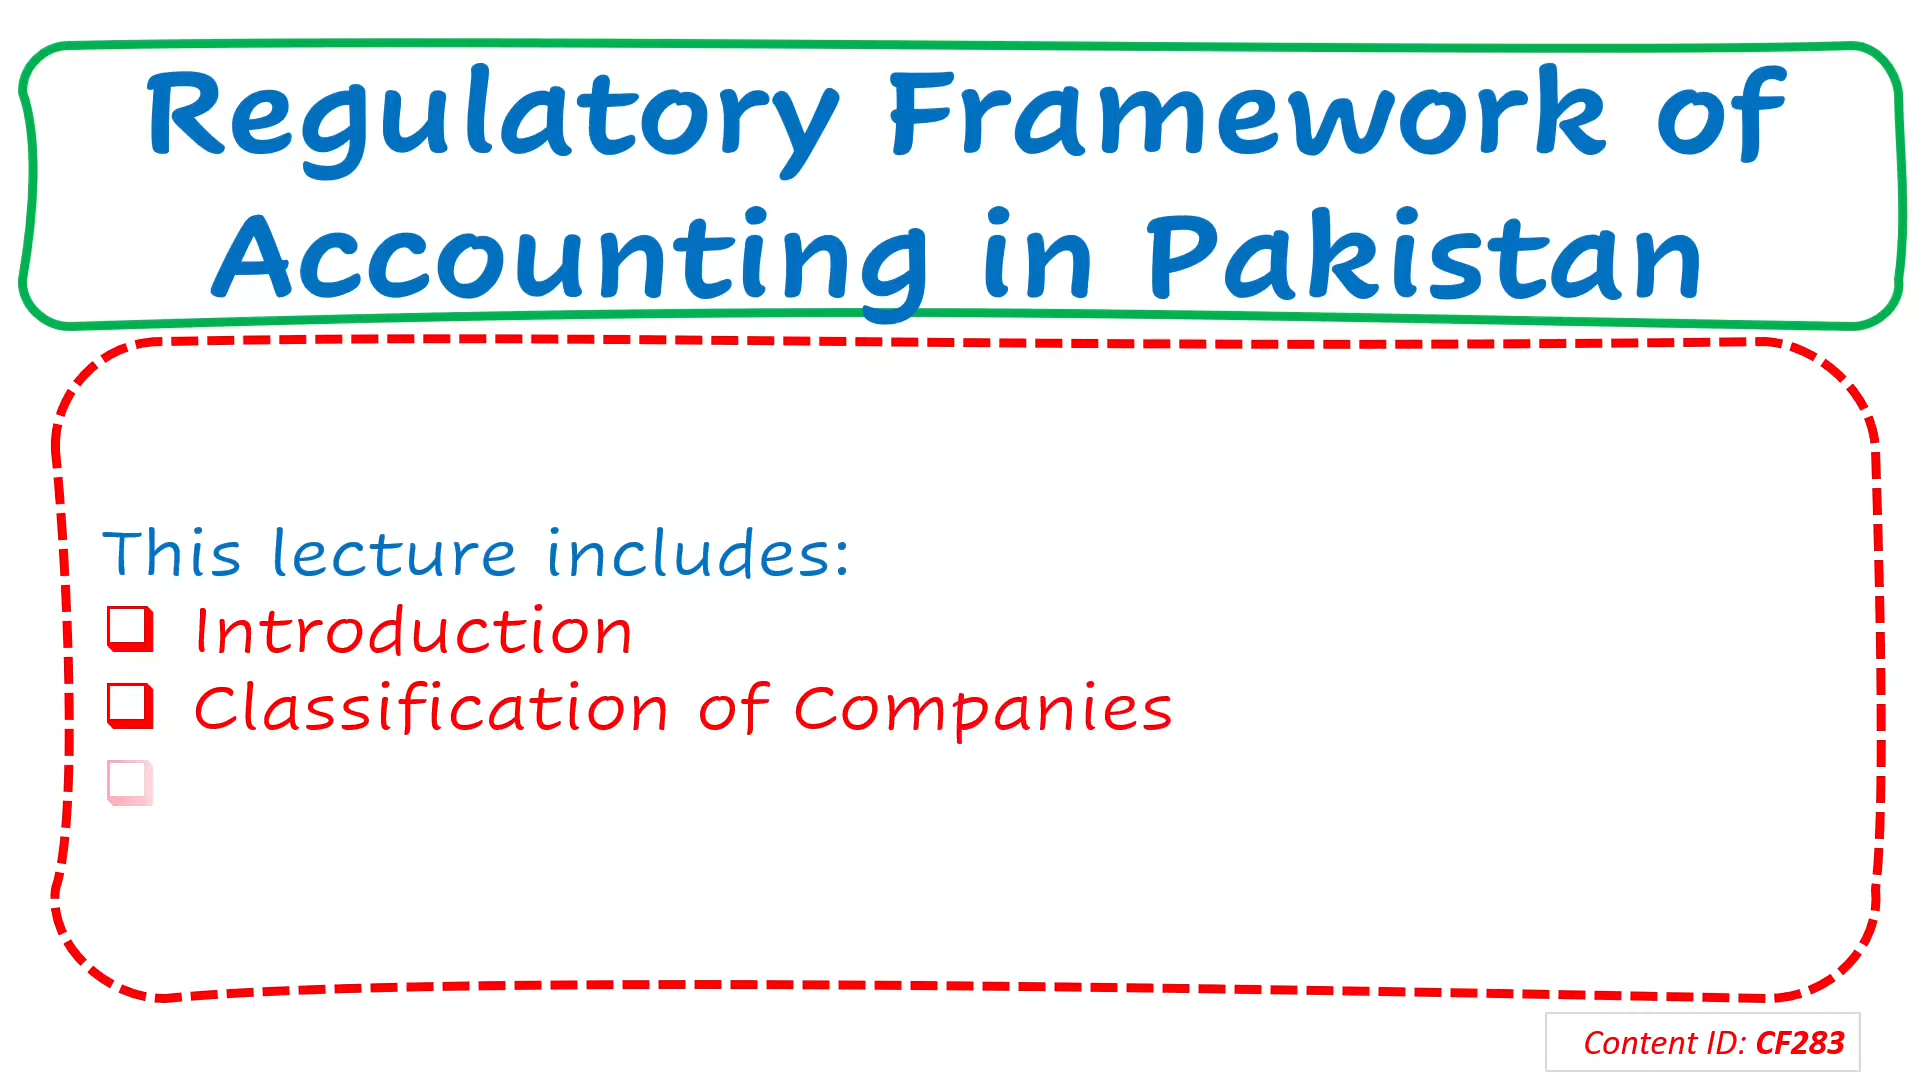 Regulatory Framework of
Accounting in Pakistan
This lecture includes:
❑ Introduction
❑ Classification of Companies
❑
Content ID: CF283